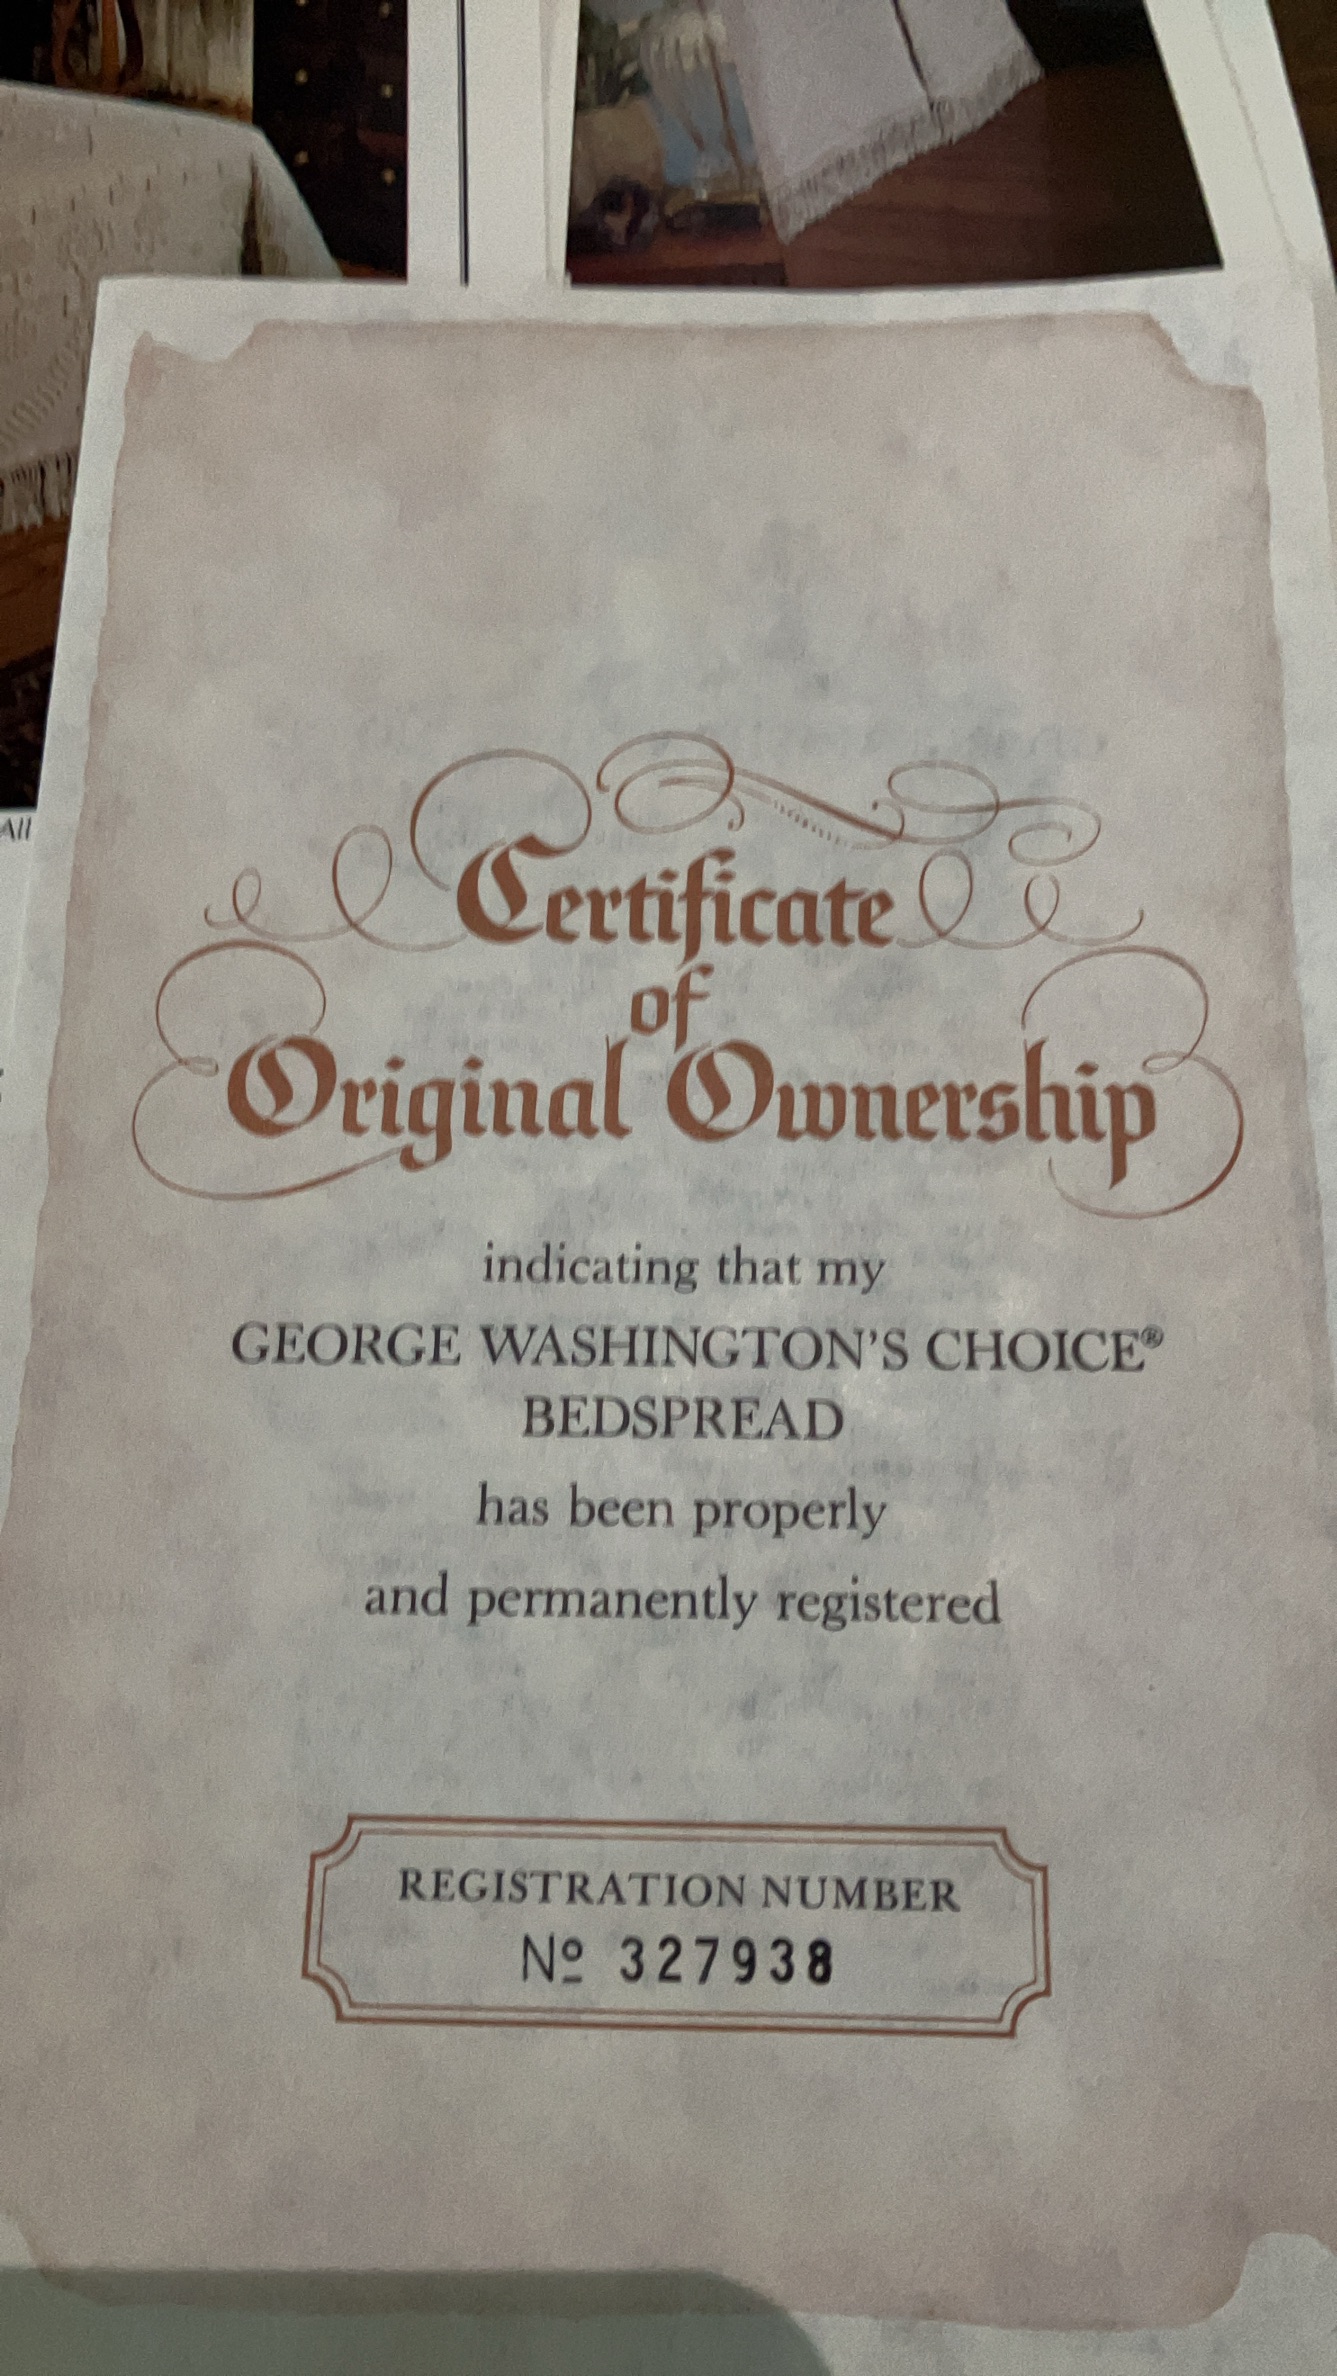 All
Certificate
of
Original Ownership
indicating that my
GEORGE WASHINGTON'S CHOICE®
BEDSPREAD
has been properly
and permanently registered
REGISTRATION NUMBER
Nº 327938